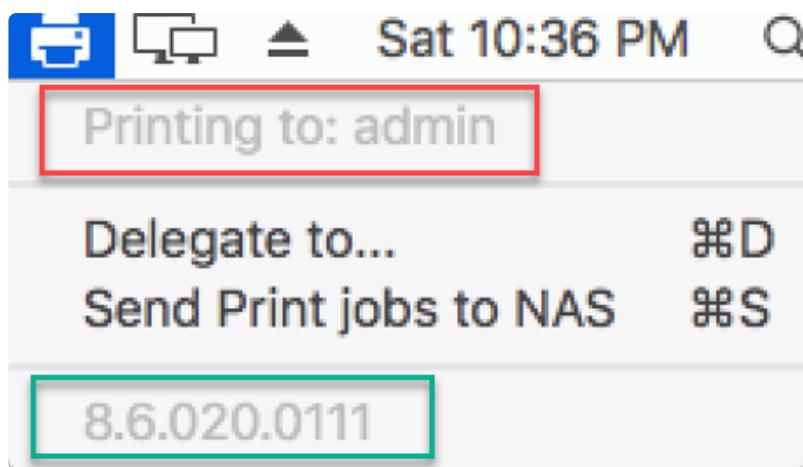 Sat 10:36 PM
Printing to: admin
Delegate to... ⌘D
Send Print jobs to NAS ⌘S
8.6.020.0111